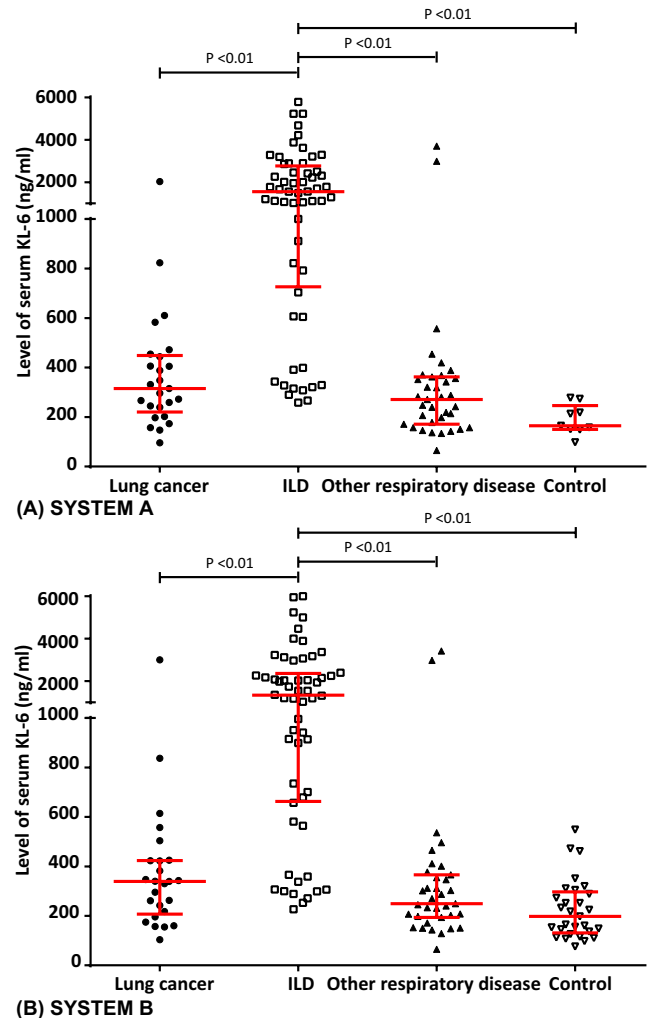 P <0.01
P <0.01
P <0.01
Level of serum KL-6 (ng/ml)
6000
4000
2000
1000
800
600
400
200
0
Lung cancer ILD Other respiratory disease Control
(A) SYSTEM A
P <0.01
P <0.01
P <0.01
Level of serum KL-6 (ng/ml)
6000
4000
2000
1000
800
600
400
200
0
Lung cancer ILD Other respiratory disease Control
(B) SYSTEM B